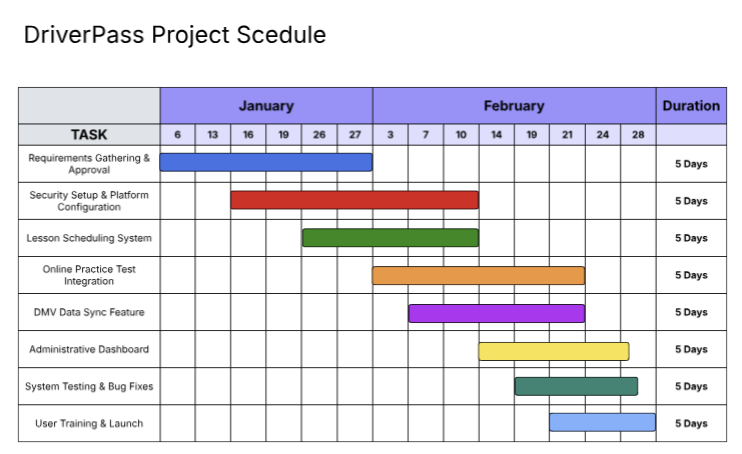 DriverPass Project Scedule
January February Duration
TASK 6 13 16 19 26 27 3 7 10 14 19 21 24 28
Requirements Gathering &
Approval
5 Days
Security Setup & Platform
Configuration
5 Days
Lesson Scheduling System 5 Days
Online Practice Test
Integration
5 Days
DMV Data Sync Feature 5 Days
Administrative Dashboard 5 Days
System Testing & Bug Fixes 5 Days
User Training & Launch 5 Days